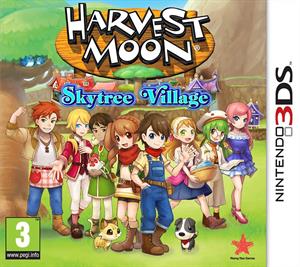 HARVEST
MOON
Skytree Village
NINTENDO 3DS
3
www.pegi.info
Rising Star Games